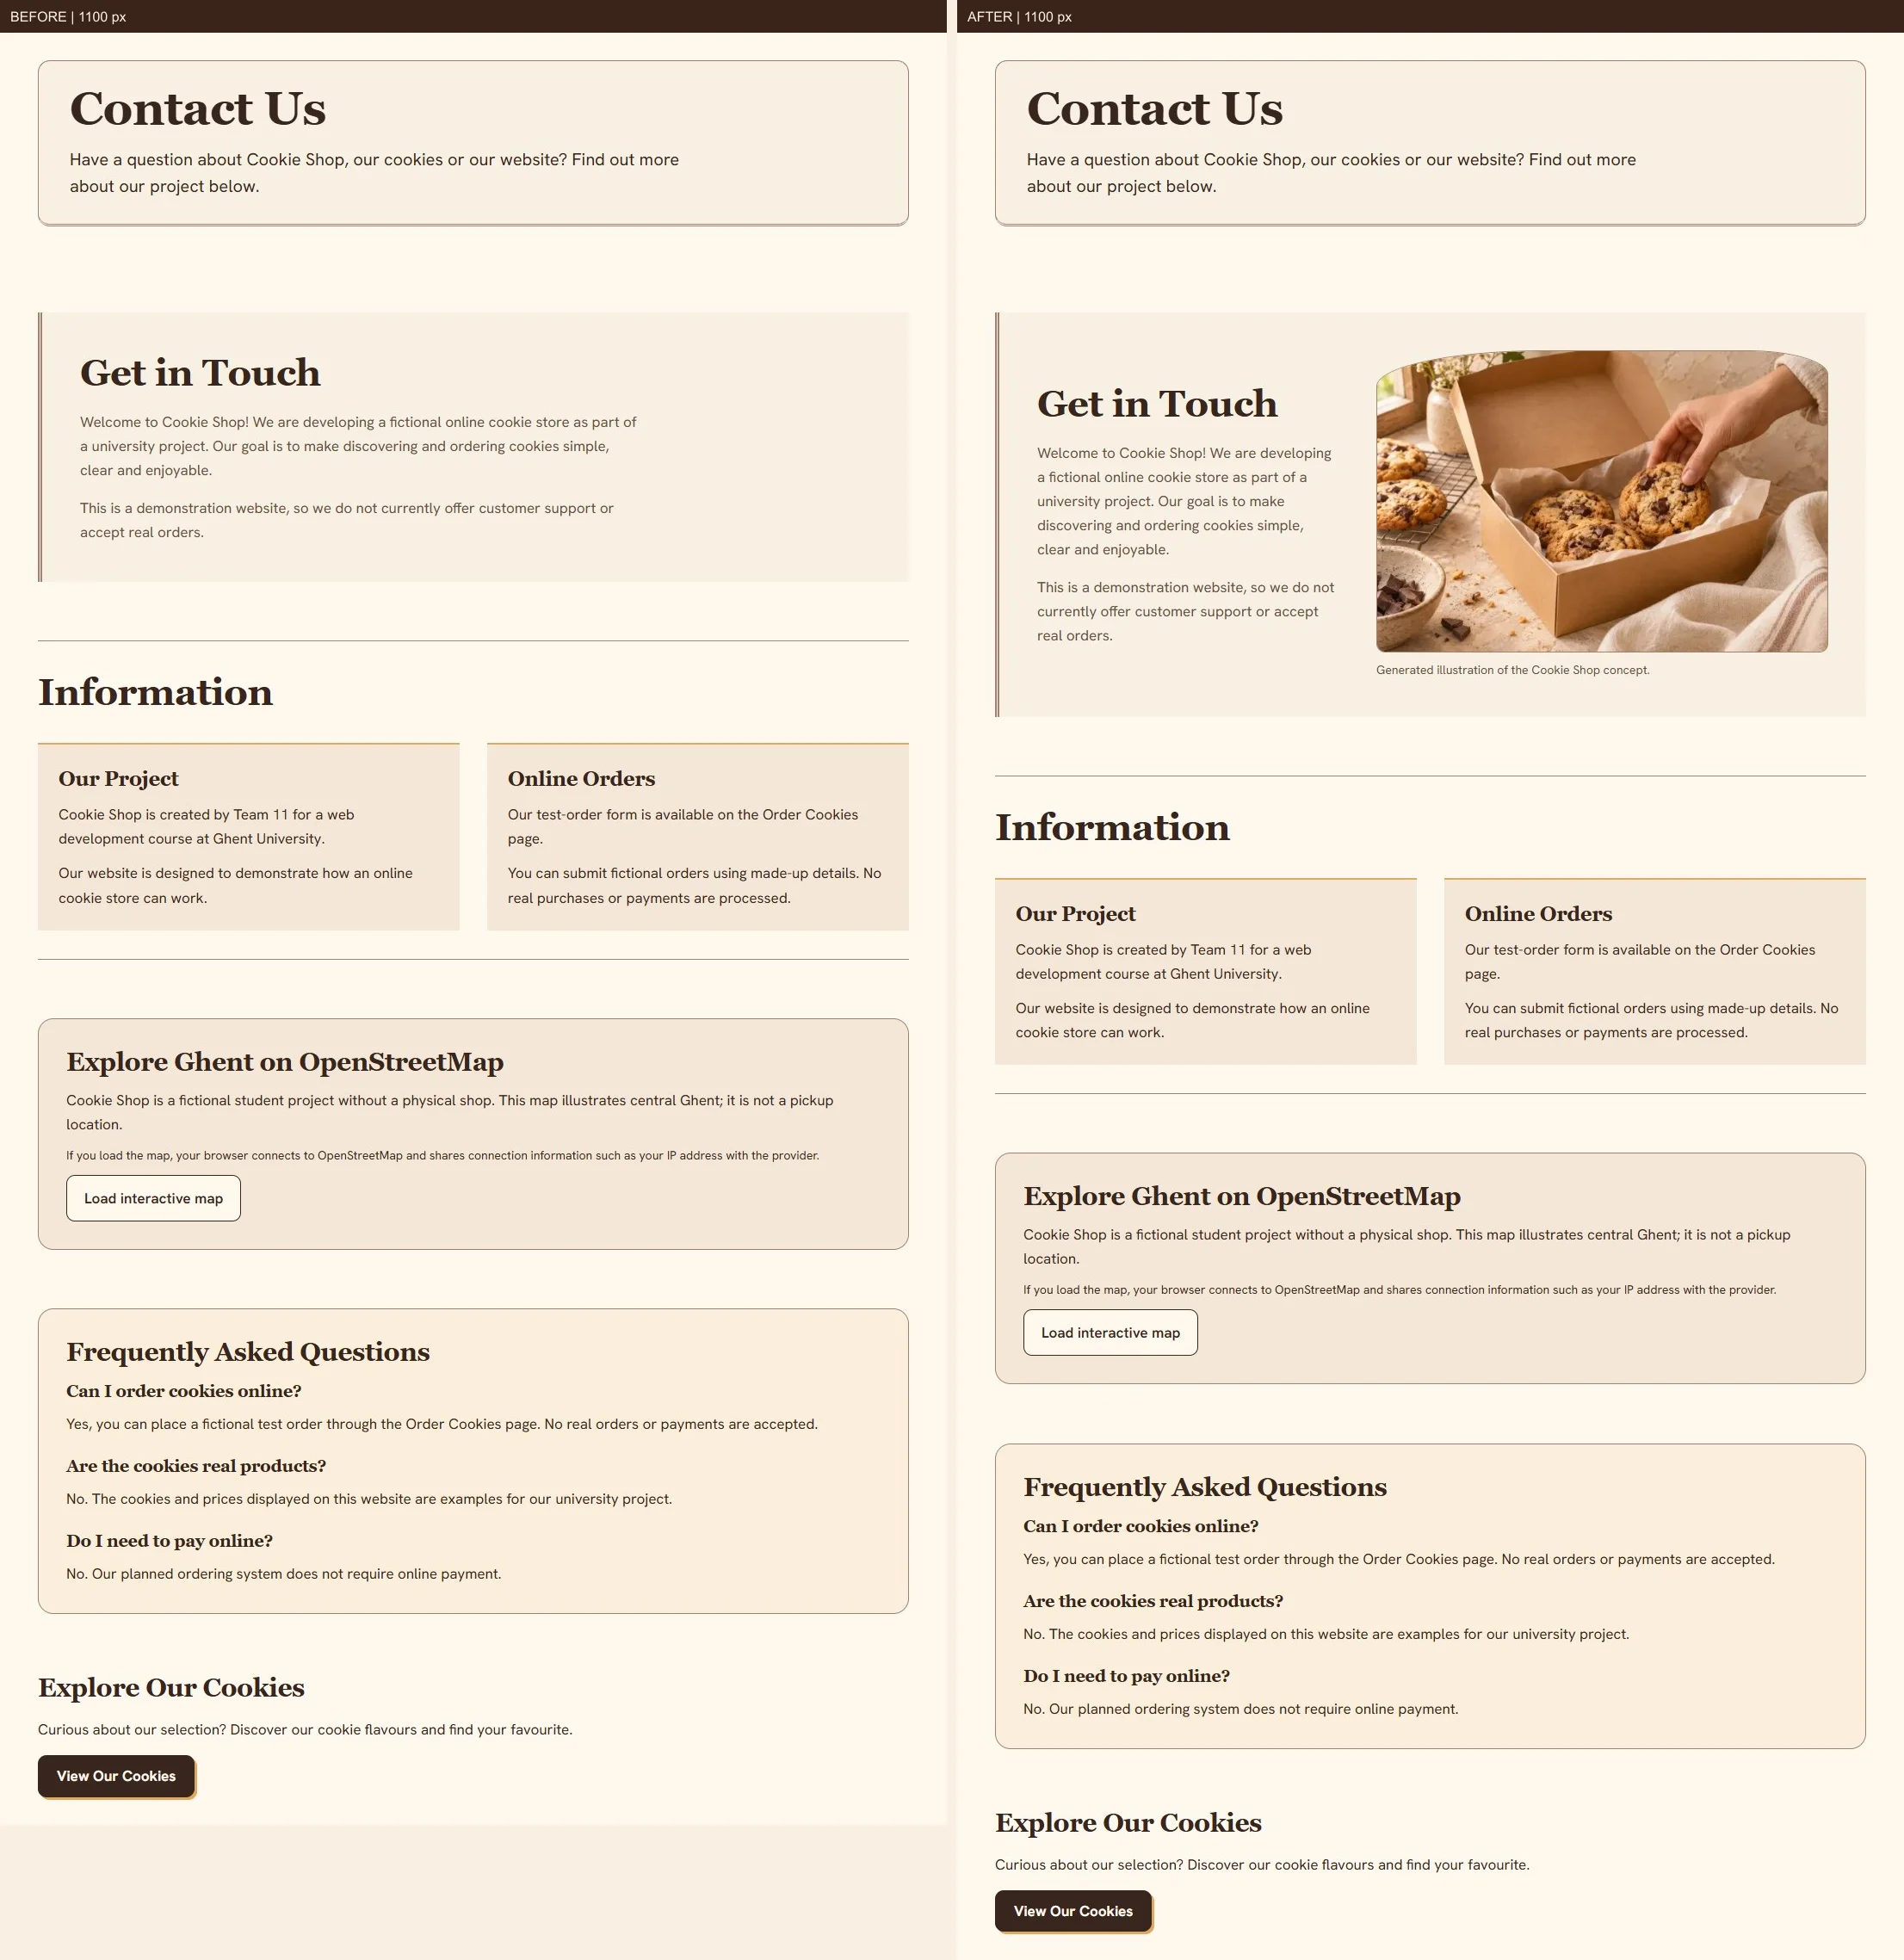 BEFORE | 1100 px
Contact Us
Have a question about Cookie Shop, our cookies or our website? Find out more
about our project below.
Get in Touch
Welcome to Cookie Shop! We are developing a fictional online cookie store as part of
a university project. Our goal is to make discovering and ordering cookies simple,
clear and enjoyable.
This is a demonstration website, so we do not currently offer customer support or
accept real orders.
Information
Our Project
Cookie Shop is created by Team 11 for a web
development course at Ghent University.
Our website is designed to demonstrate how an online
cookie store can work.
Online Orders
Our test-order form is available on the Order Cookies
page.
You can submit fictional orders using made-up details. No
real purchases or payments are processed.
Explore Ghent on OpenStreetMap
Cookie Shop is a fictional student project without a physical shop. This map illustrates central Ghent; it is not a pickup
location.
If you load the map, your browser connects to OpenStreetMap and shares connection information such as your IP address with the provider.
Load interactive map
Frequently Asked Questions
Can I order cookies online?
Yes, you can place a fictional test order through the Order Cookies page. No real orders or payments are accepted.
Are the cookies real products?
No. The cookies and prices displayed on this website are examples for our university project.
Do I need to pay online?
No. Our planned ordering system does not require online payment.
Explore Our Cookies
Curious about our selection? Discover our cookie flavours and find your favourite.
View Our Cookies
AFTER | 1100 px
Contact Us
Have a question about Cookie Shop, our cookies or our website? Find out more
about our project below.
Get in Touch
Welcome to Cookie Shop! We are developing
a fictional online cookie store as part of a
university project. Our goal is to make
discovering and ordering cookies simple,
clear and enjoyable.
This is a demonstration website, so we do not
currently offer customer support or accept
real orders.
Generated illustration of the Cookie Shop concept.
Information
Our Project
Cookie Shop is created by Team 11 for a web
development course at Ghent University.
Our website is designed to demonstrate how an online
cookie store can work.
Online Orders
Our test-order form is available on the Order Cookies
page.
You can submit fictional orders using made-up details. No
real purchases or payments are processed.
Explore Ghent on OpenStreetMap
Cookie Shop is a fictional student project without a physical shop. This map illustrates central Ghent; it is not a pickup
location.
If you load the map, your browser connects to OpenStreetMap and shares connection information such as your IP address with the provider.
Load interactive map
Frequently Asked Questions
Can I order cookies online?
Yes, you can place a fictional test order through the Order Cookies page. No real orders or payments are accepted.
Are the cookies real products?
No. The cookies and prices displayed on this website are examples for our university project.
Do I need to pay online?
No. Our planned ordering system does not require online payment.
Explore Our Cookies
Curious about our selection? Discover our cookie flavours and find your favourite.
View Our Cookies